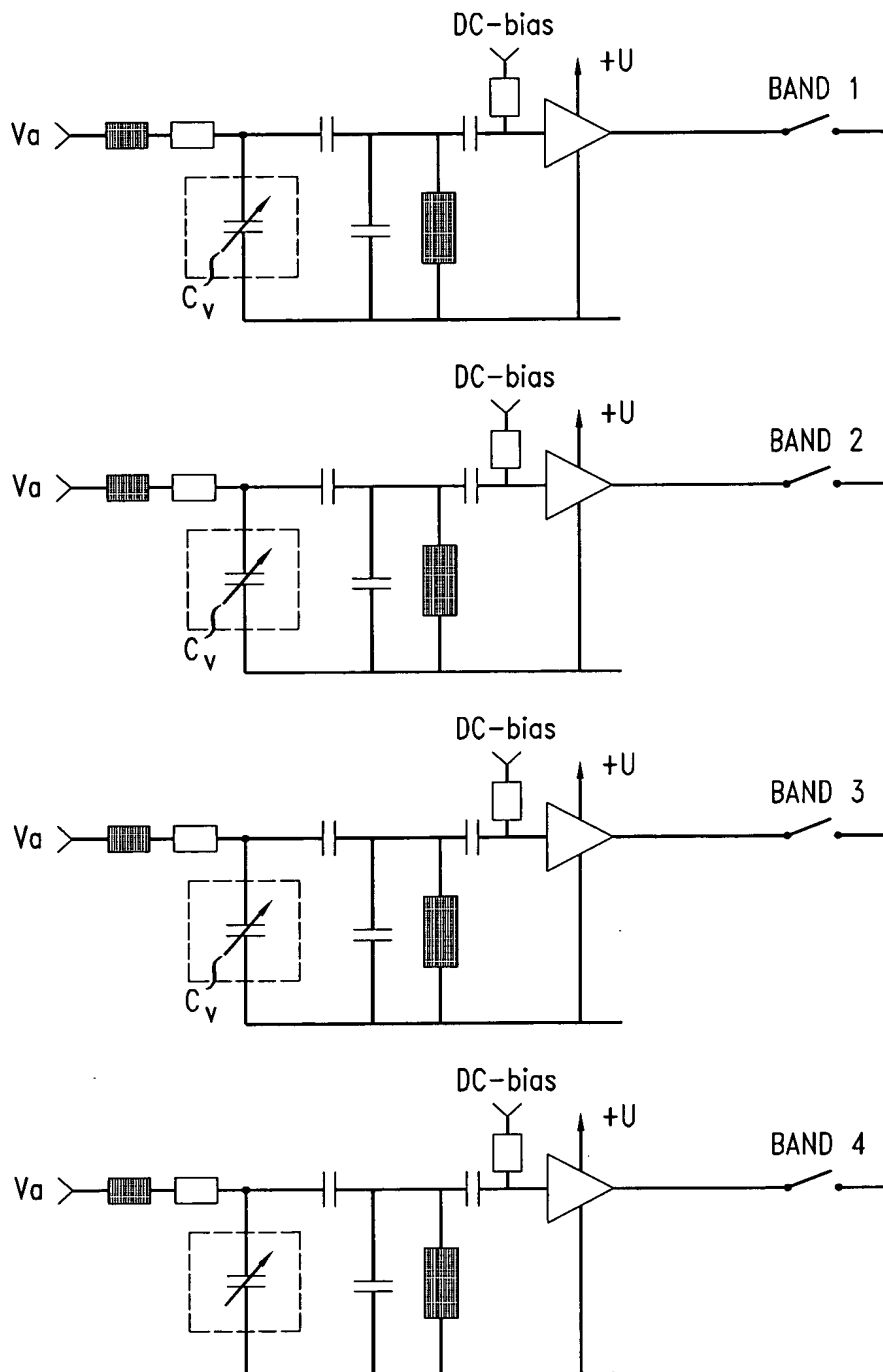 DC-bias
+U
BAND 1
Va
Cv
DC-bias
+U
BAND 2
Va
Cv
DC-bias
+U
BAND 3
Va
Cv
DC-bias
+U
BAND 4
Va